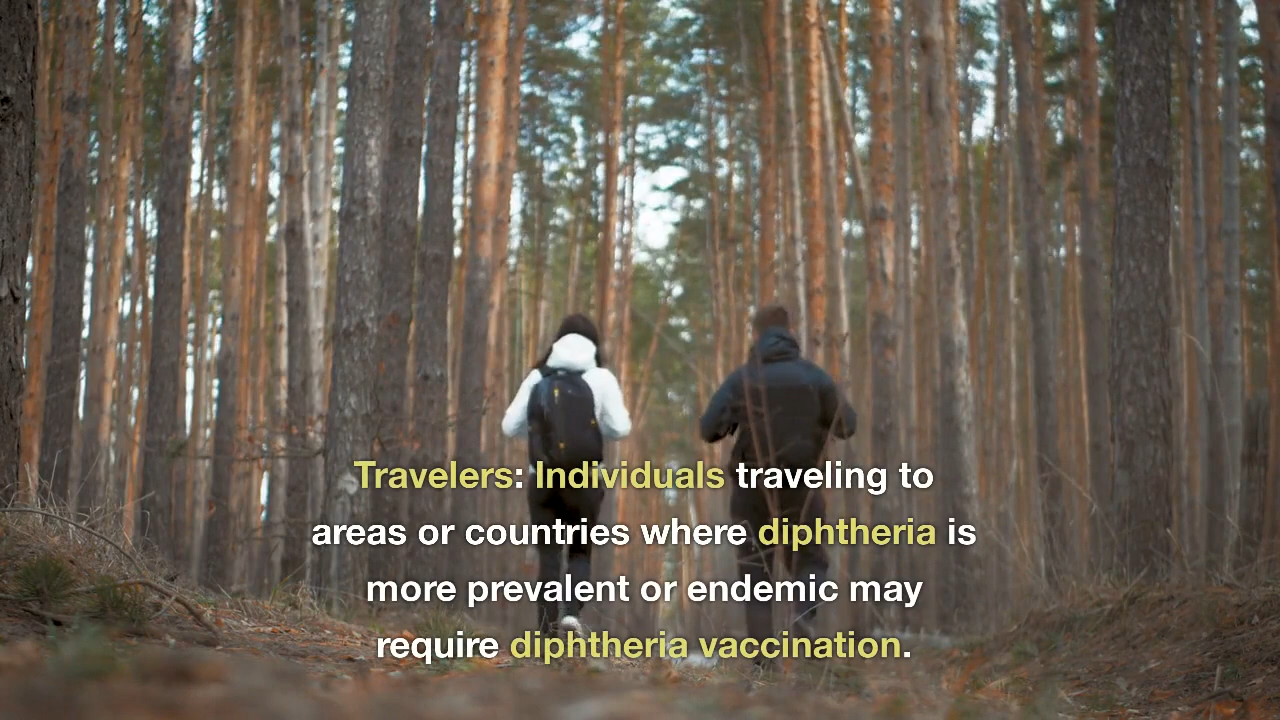 Travelers: Individuals traveling to
areas or countries where diphtheria is
more prevalent or endemic may
require diphtheria vaccination.